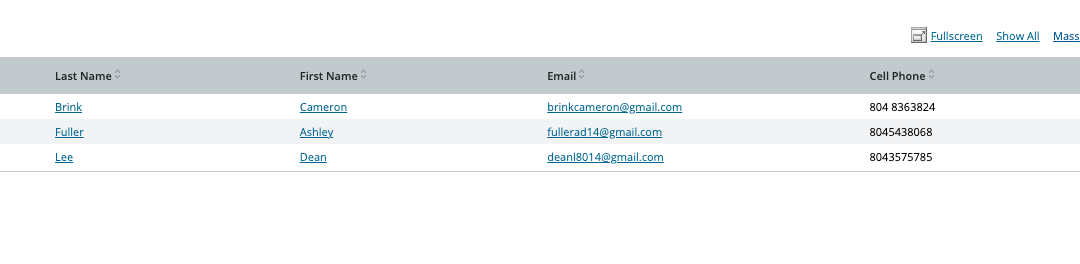 Fullscreen Show All Mass
Last Name First Name Email Cell Phone
Brink Cameron brinkcameron@gmail.com 804 8363824
Fuller Ashley fullerad14@gmail.com 8045438068
Lee Dean deanl8014@gmail.com 8043575785